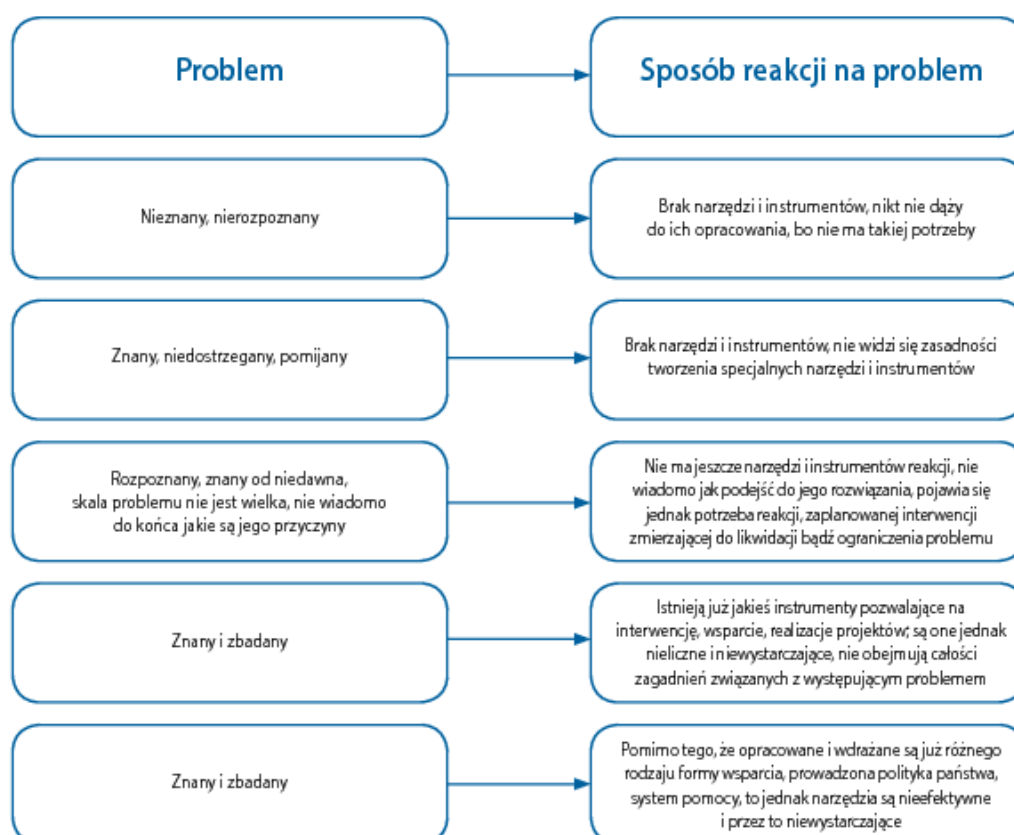 Problem
Sposób reakcji na problem
Nieznany, nierozpoznany
Brak narzędzi i instrumentów, nikt nie dąży
do ich opracowania, bo nie ma takiej potrzeby
Znany, niedostrzegany, pomijany
Brak narzędzi i instrumentów, nie widzi się zasadności
tworzenia specjalnych narzędzi i instrumentów
Rozpoznany, znany od niedawna,
skala problemu nie jest wielka, nie wiadomo
do końca jakie są jego przyczyny
Nie ma jeszcze narzędzi i instrumentów reakcji, nie
wiadomo jak podejść do jego rozwiązania, pojawia się
jednak potrzeba reakcji, zaplanowanej interwencji
zmierzającej do likwidacji bądź ograniczenia problemu
Znany i zbadany
Istnieją już jakieś instrumenty pozwalające na
interwencję, wsparcie, realizacje projektów; są one jednak
nieliczne i niewystarczające, nie obejmują całości
zagadnień związanych z występującym problemem
Znany i zbadany
Pomimo tego, że opracowane i wdrażane są już różnego
rodzaju formy wsparcia, prowadzona polityka państwa,
system pomocy, to jednak narzędzia są nieefektywne
i przez to niewystarczające